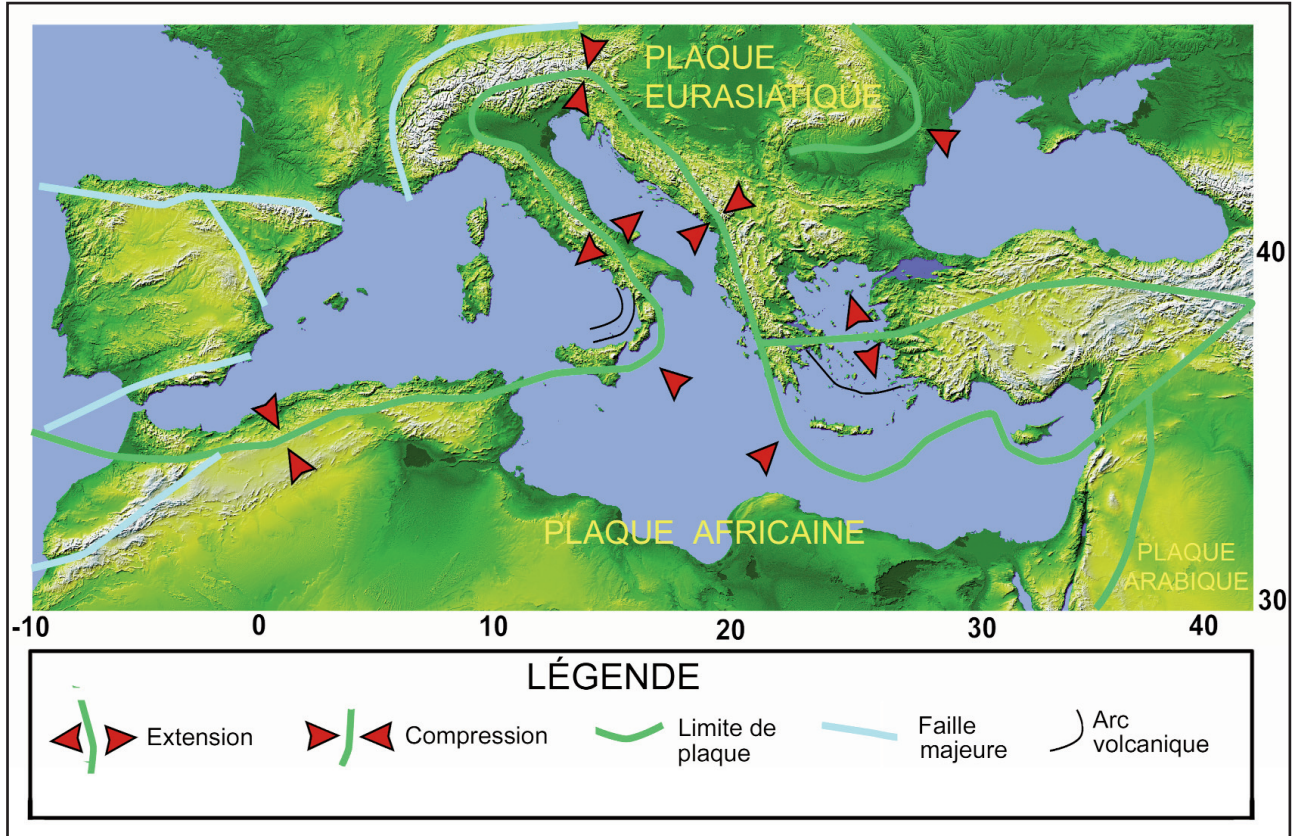 PLAQUE
EURASIATIQUE
40
PLAQUE AFRICAINE
PLAQUE
ARABIQUE
30
-10 0 10 20 30 40
LÉGENDE
Extension
Compression
Limite de
plaque
Faille
majeure
Arc
volcanique